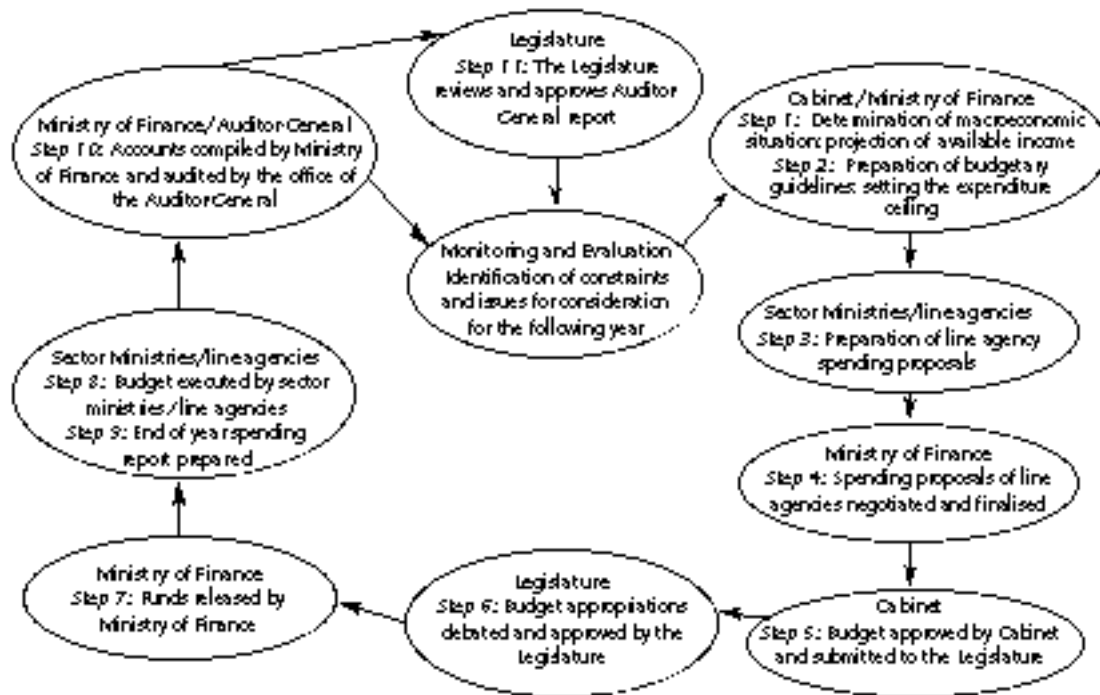 Legislature
Step 11: The Legislature
reviews and approves Auditor
General report
Cabinet/Ministry of Finance
Step 1: Determination of macroeconomic
situation: projection of available income
Step 2: Preparation of budgetary
guidelines: setting the expenditure
ceiling
Sector Ministries/line agencies
Step 3: Preparation of line agency
spending proposals
Ministry of Finance
Step 4: Spending proposals of line
agencies negotiated and finalised
Cabinet
Step 5: Budget approved by Cabinet
and submitted to the Legislature
Legislature
Step 6: Budget appropriations
debated and approved by the
Legislature
Ministry of Finance
Step 7: Funds released by
Ministry of Finance
Sector Ministries/line agencies
Step 8: Budget executed by sector
ministries/line agencies
Step 9: End of year spending
report prepared
Ministry of Finance/Auditor-General
Step 10: Accounts compiled by Ministry
of Finance and audited by the office of
the Auditor-General
Monitoring and Evaluation
Identification of constraints
and issues for consideration
for the following year